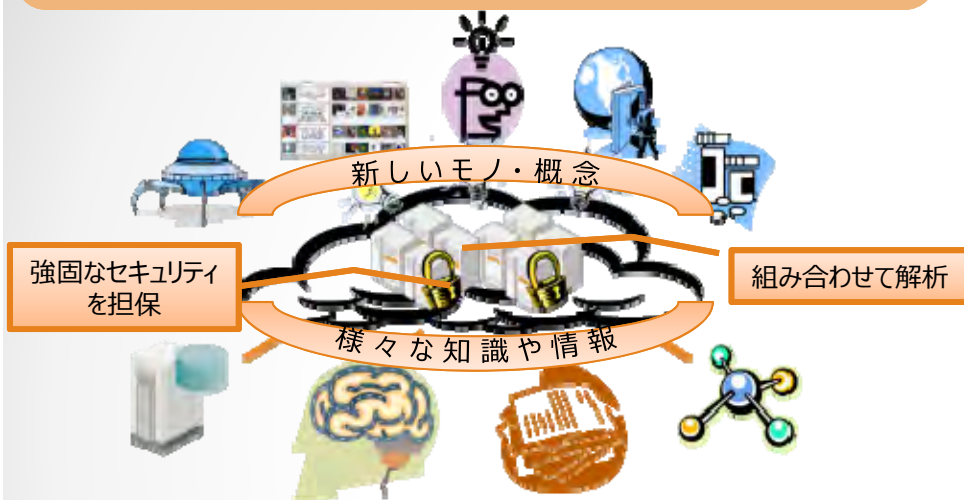 新しいモノ・概念
強固なセキュリティ
を担保
組み合わせて解析
様々な知識や情報